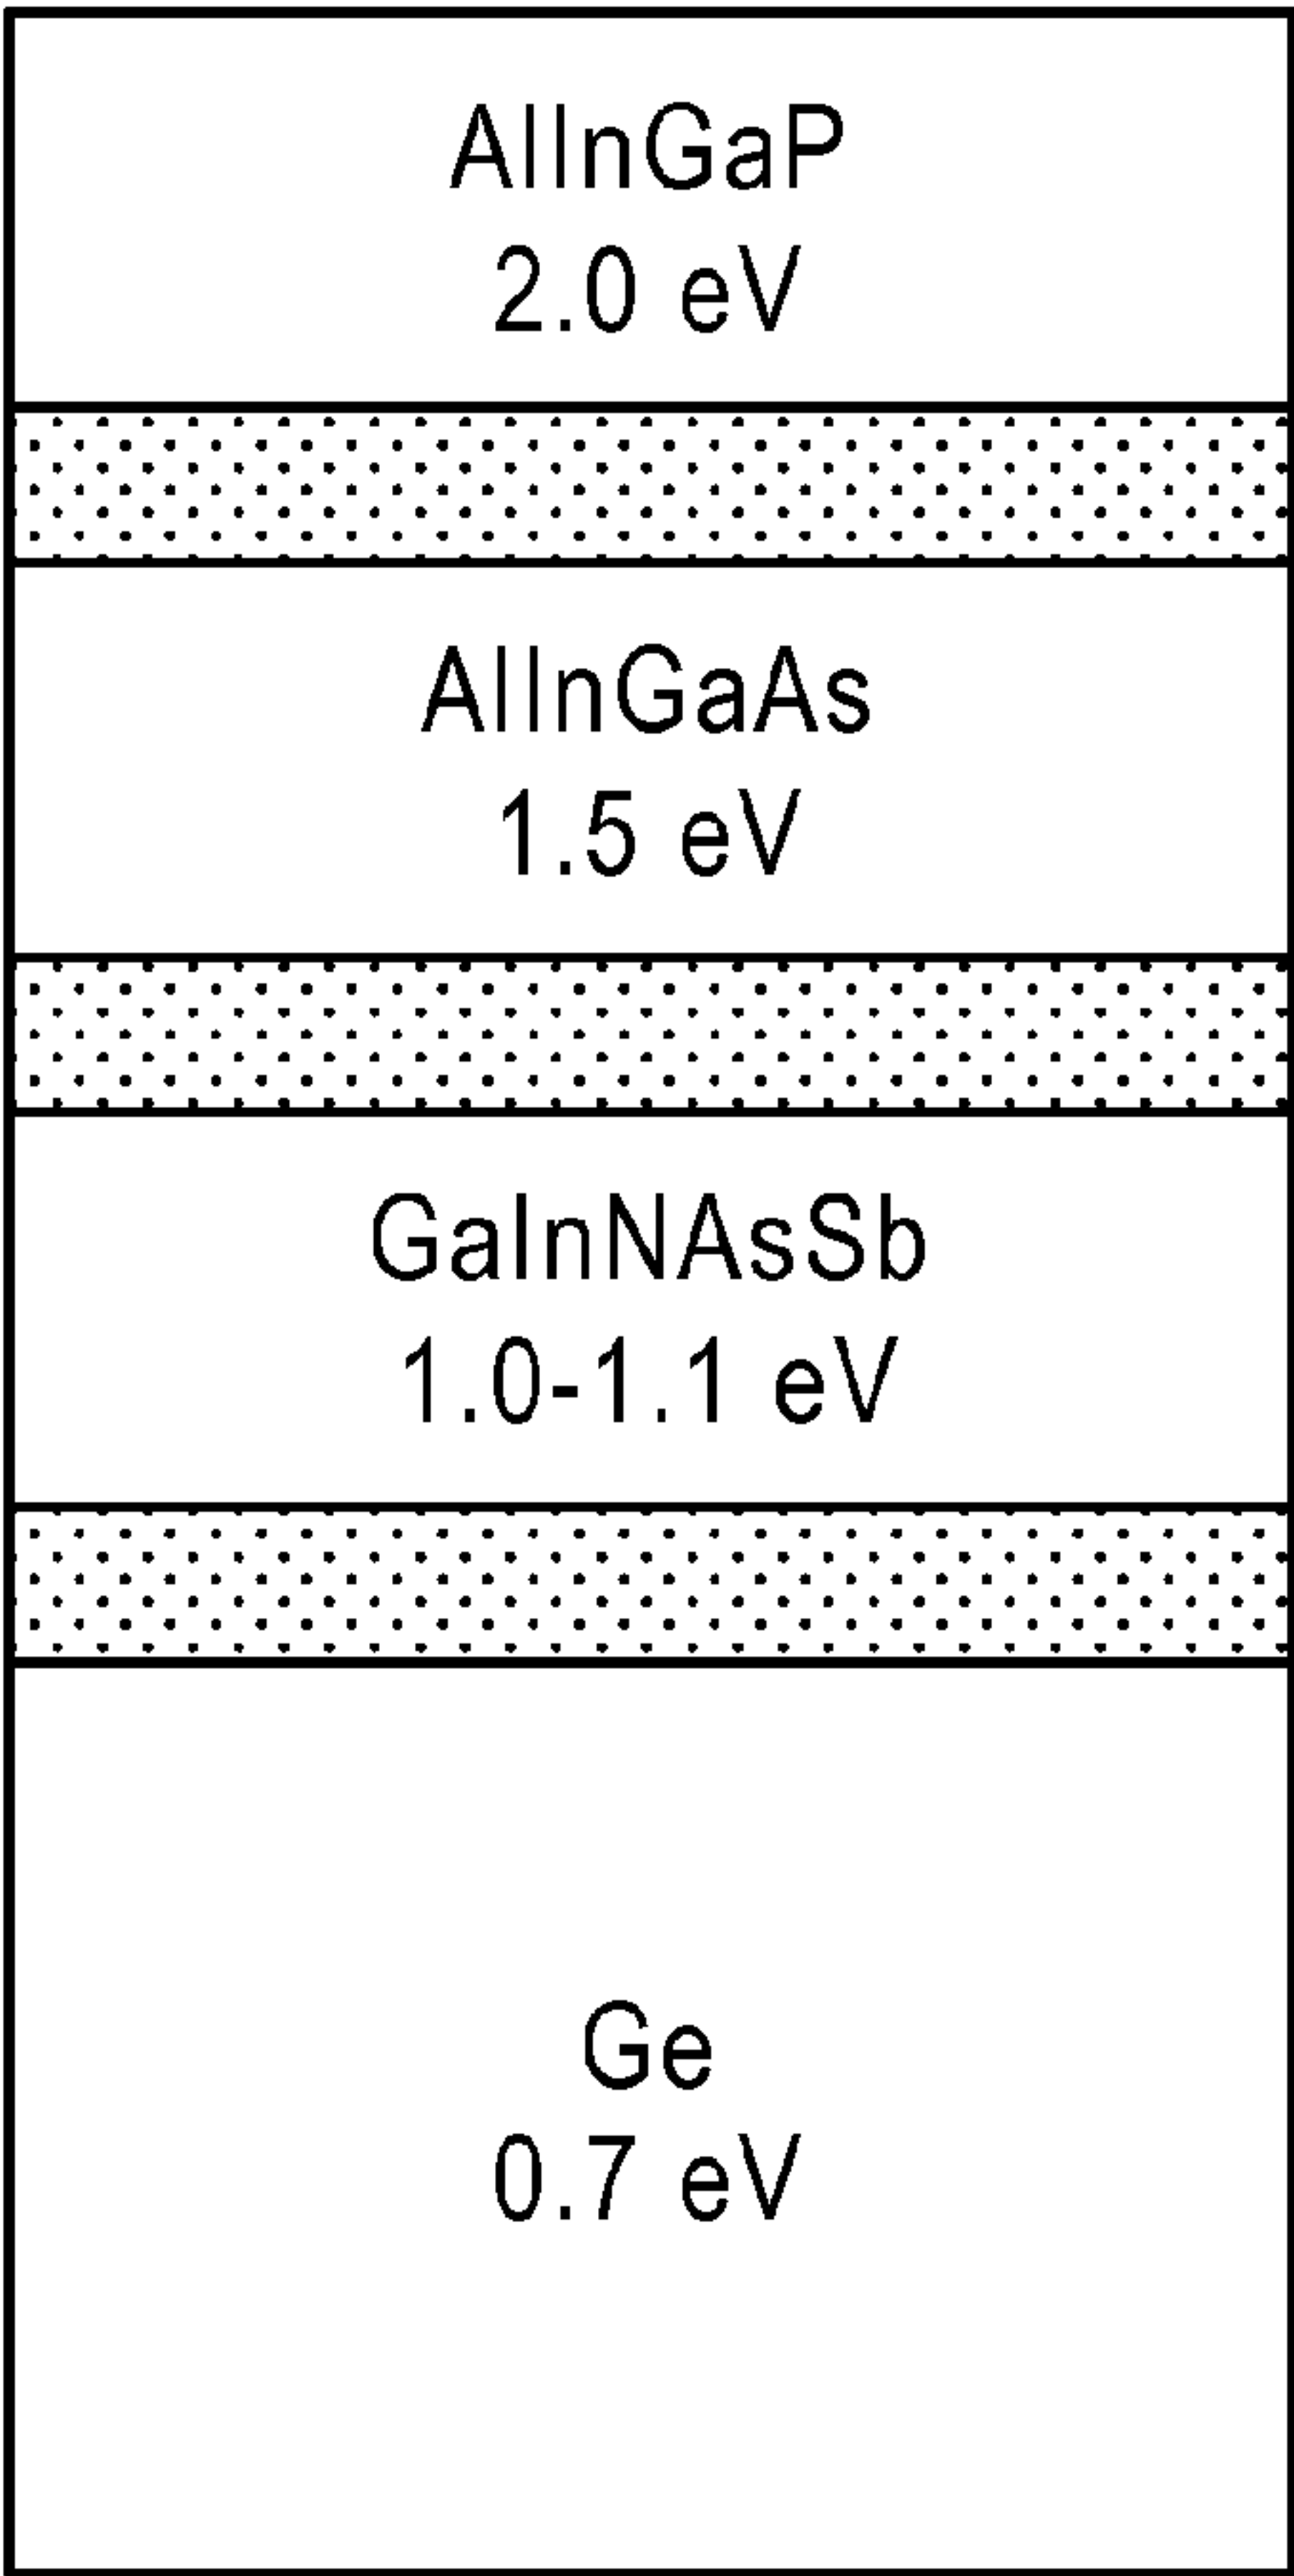 AlInGaP
2.0 eV
AlInGaAs
1.5 eV
GaInNAsSb
1.0-1.1 eV
Ge
0.7 eV